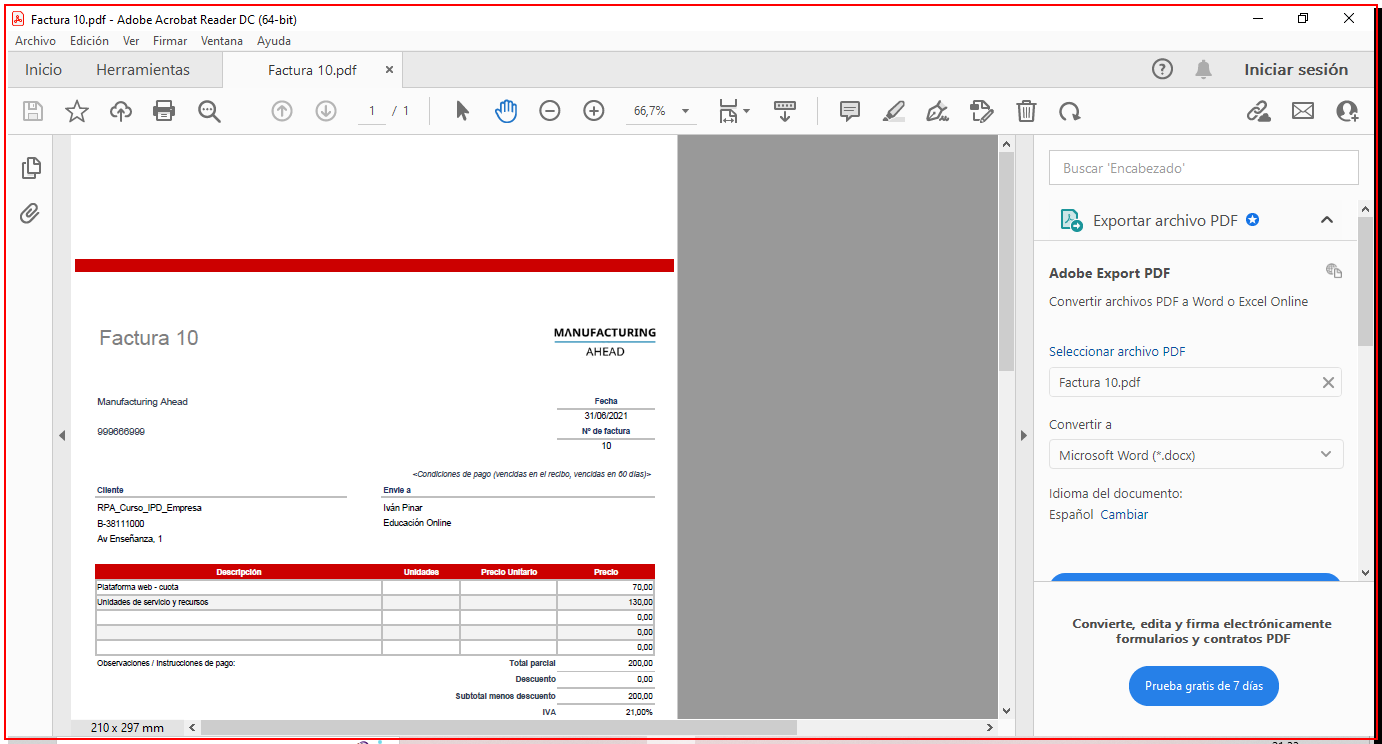 Factura 10.pdf - Adobe Acrobat Reader DC (64-bit)
Archivo Edición Ver Firmar Ventana Ayuda
Inicio Herramientas Factura 10.pdf × Iniciar sesión
1 / 1 66,7%
Buscar 'Encabezado'
Exportar archivo PDF
Adobe Export PDF
Convertir archivos PDF a Word o Excel Online
Seleccionar archivo PDF
Factura 10.pdf
Convertir a
Microsoft Word (*.docx)
Idioma del documento:
Español Cambiar
Convierte, edita y firma electrónicamente
formularios y contratos PDF
Prueba gratis de 7 días
Factura 10
MANUFACTURING
AHEAD
Manufacturing Ahead
999666999
Fecha
31/06/2021
Nº de factura
10
<Condiciones de pago (vencidas en el recibo, vencidas en 60 días)>
Cliente Envíe a
RPA_Curso_IPD_Empresa Iván Pinar
B-38111000 Educación Online
Av Enseñanza, 1
Descripción Unidades Precio Unitario Precio
Plataforma web - cuota 70,00
Unidades de servicio y recursos 130,00
0,00
0,00
0,00
Observaciones / Instrucciones de pago: Total parcial 200,00
Descuento 0,00
Subtotal menos descuento 200,00
IVA 21,00%
210 x 297 mm